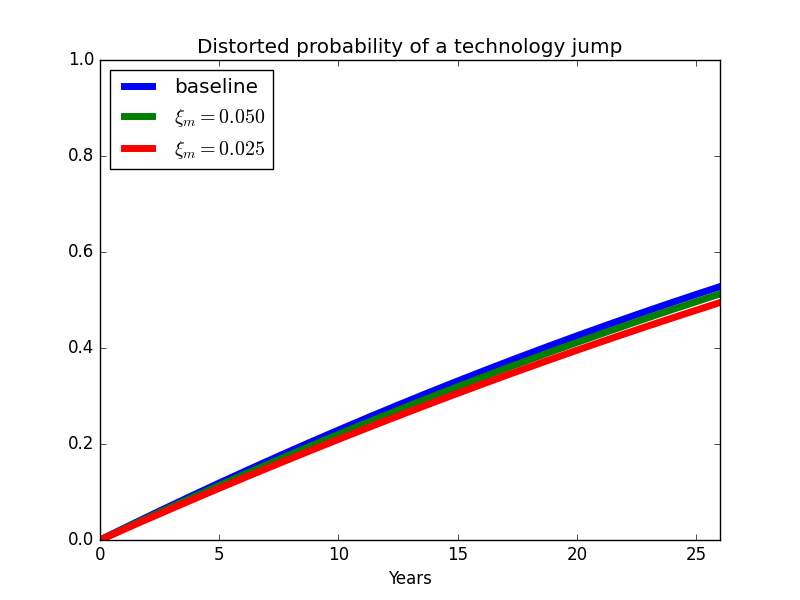 Distorted probability of a technology jump
1.0
0.8
0.6
0.4
0.2
0.0
baseline
ξₘ = 0.050
ξₘ = 0.025
0 5 10 15 20 25
Years